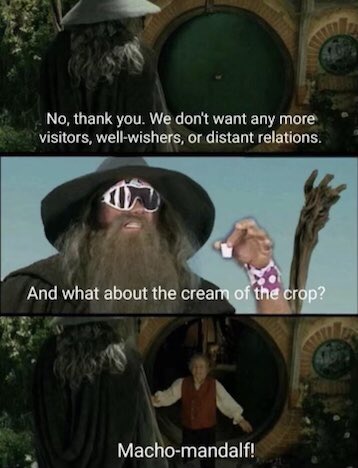 No, thank you. We don't want any more
visitors, well-wishers, or distant relations.
And what about the cream of the crop?
Macho-mandalf!